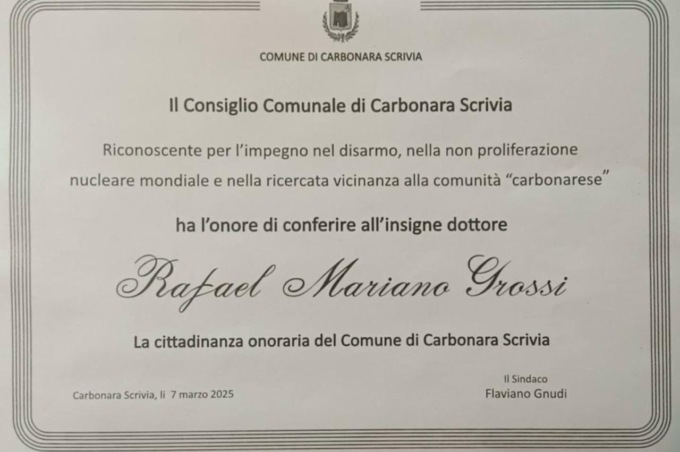 COMUNE DI CARBONARA SCRIVIA
Il Consiglio Comunale di Carbonara Scrivia
Riconoscente per l’impegno nel disarmo, nella non proliferazione
nucleare mondiale e nella ricercata vicinanza alla comunità “carbonarese”
ha l’onore di conferire all’insigne dottore
Rafael Mariano Grossi
La cittadinanza onoraria del Comune di Carbonara Scrivia
Carbonara Scrivia, lì 7 marzo 2025
Il Sindaco
Flaviano Gnudi